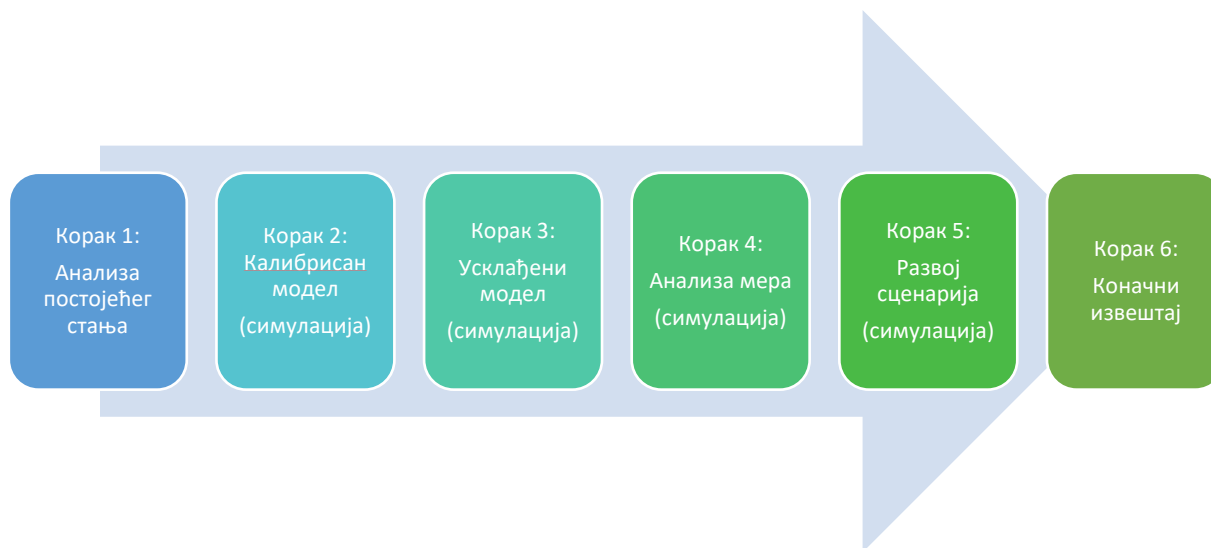 Корак 1:
Анализа
постојећег
стања
Корак 2:
Калибрисан
модел
(симулација)
Корак 3:
Усклађени
модел
(симулација)
Корак 4:
Анализа мера
(симулација)
Корак 5:
Развој
сценарија
(симулација)
Корак 6:
Коначни
извештај